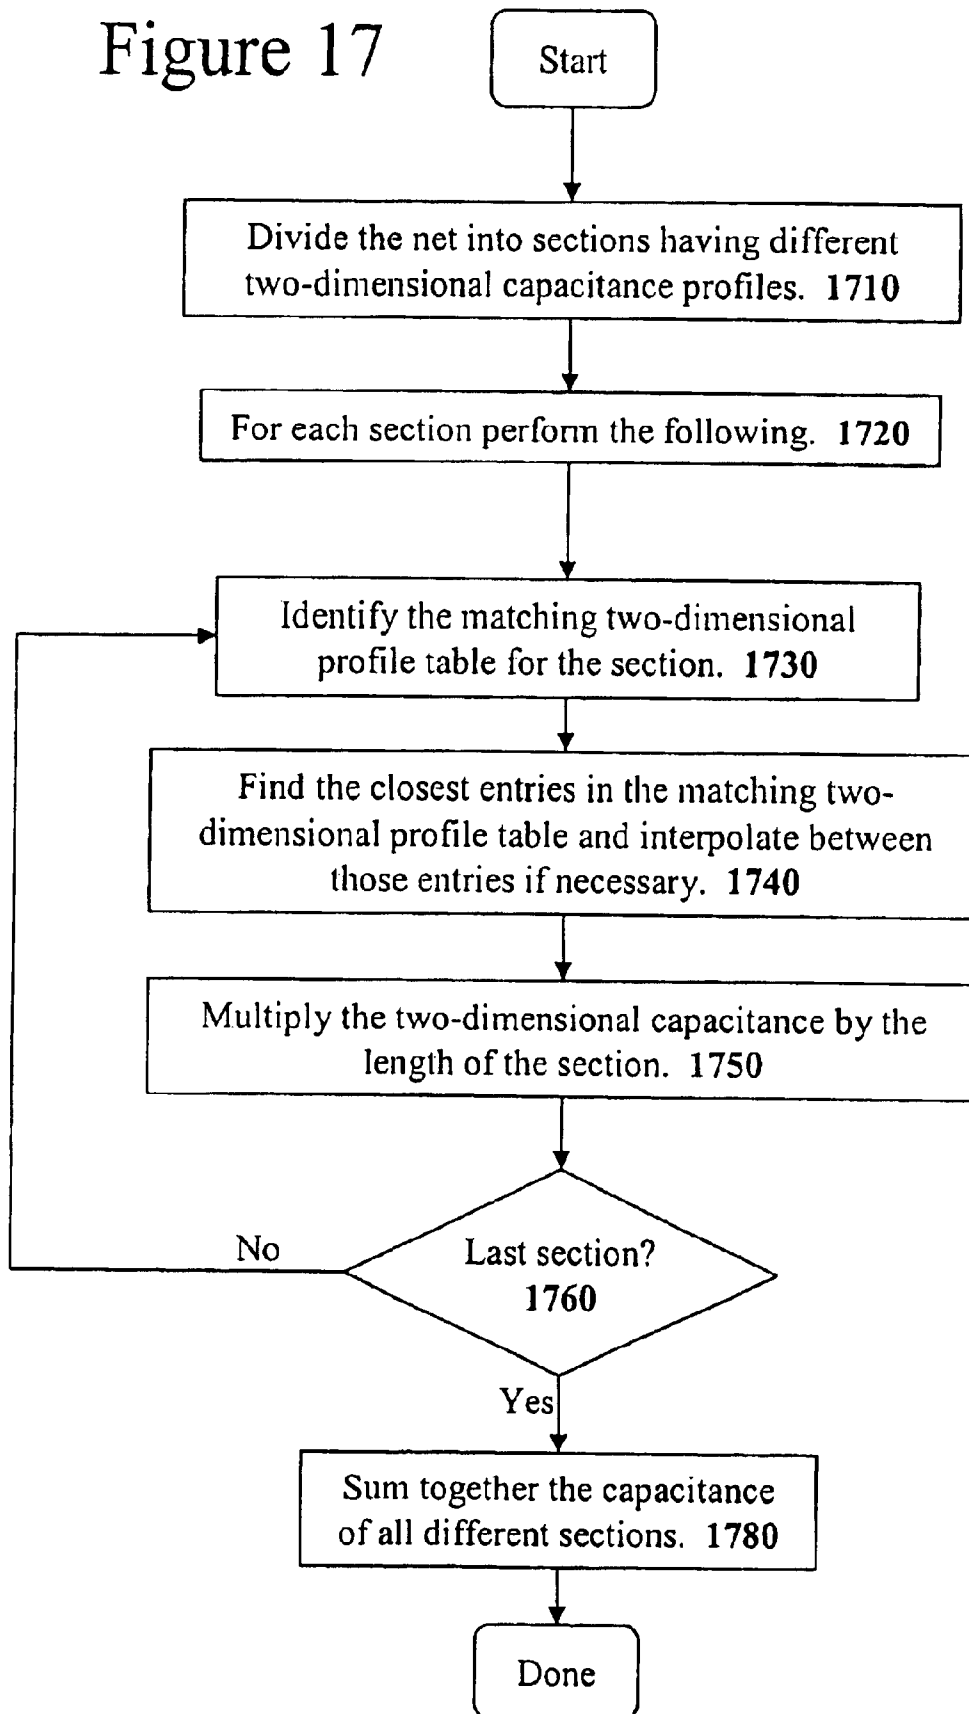 Figure 17
Start
Divide the net into sections having different
two-dimensional capacitance profiles. 1710
For each section perform the following. 1720
Identify the matching two-dimensional
profile table for the section. 1730
Find the closest entries in the matching two-
dimensional profile table and interpolate between
those entries if necessary. 1740
Multiply the two-dimensional capacitance by the
length of the section. 1750
No
Last section?
1760
Yes
Sum together the capacitance
of all different sections. 1780
Done